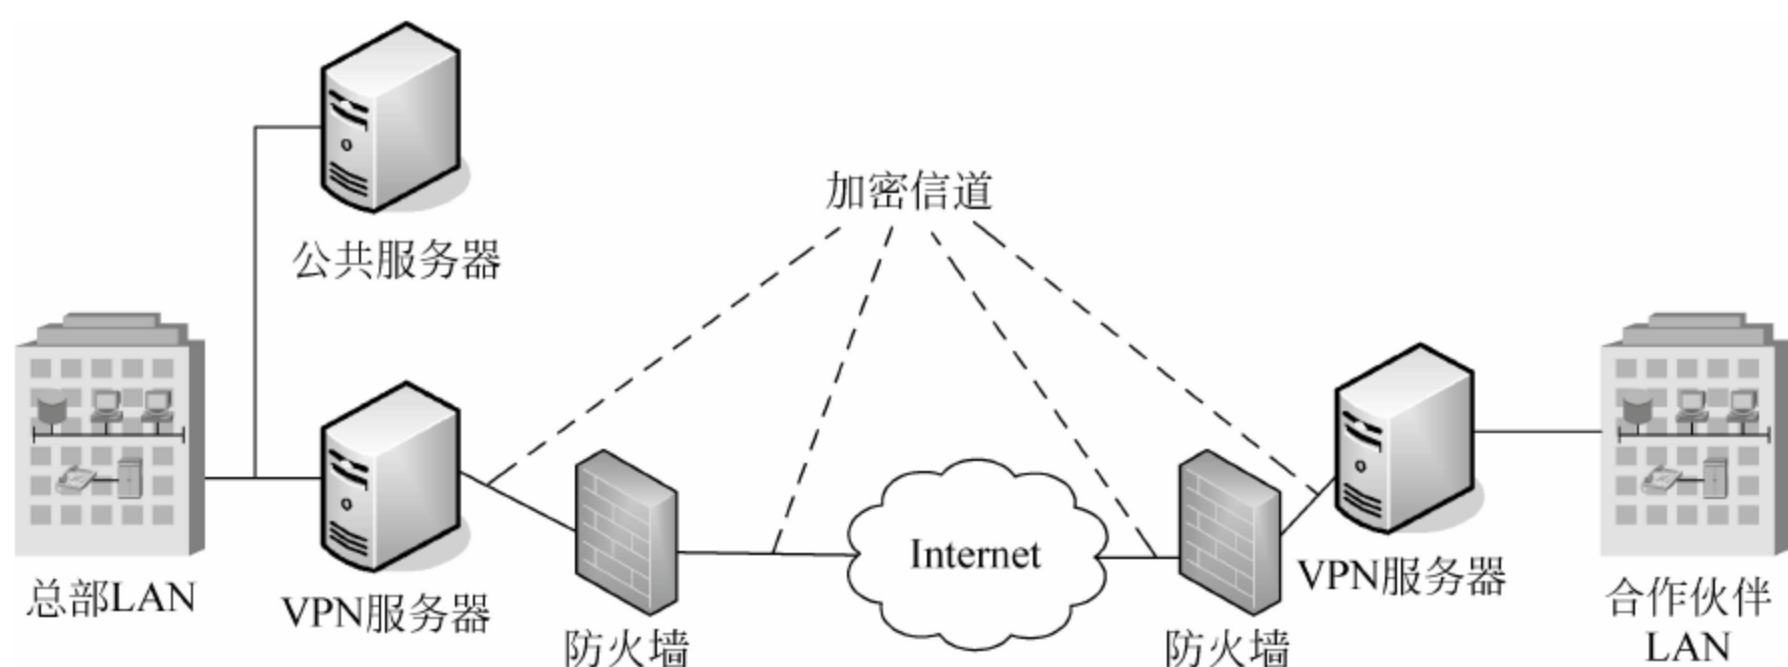 公共服务器
加密信道
总部LAN
VPN服务器
防火墙
Internet
防火墙
VPN服务器
合作伙伴
LAN